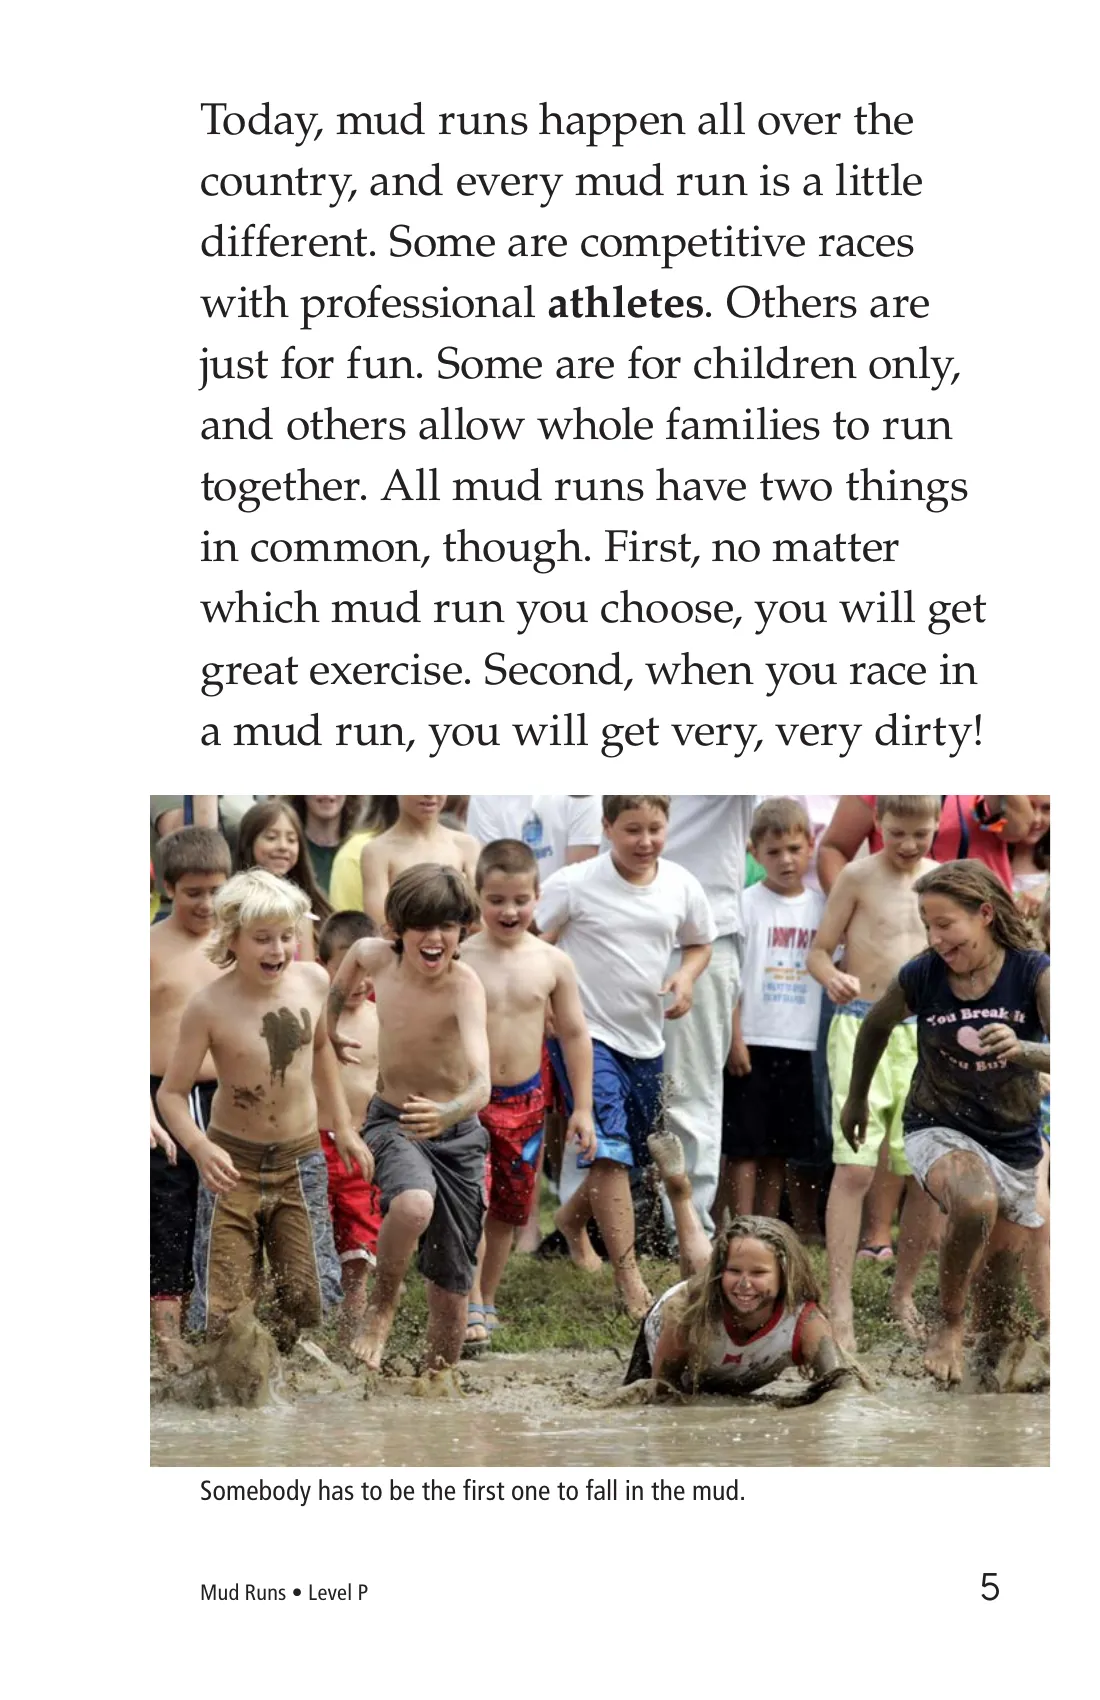 Today, mud runs happen all over the
country, and every mud run is a little
different. Some are competitive races
with professional athletes. Others are
just for fun. Some are for children only,
and others allow whole families to run
together. All mud runs have two things
in common, though. First, no matter
which mud run you choose, you will get
great exercise. Second, when you race in
a mud run, you will get very, very dirty!
I DON'T DO
You Break It
You Buy
Somebody has to be the first one to fall in the mud.
Mud Runs • Level P
5